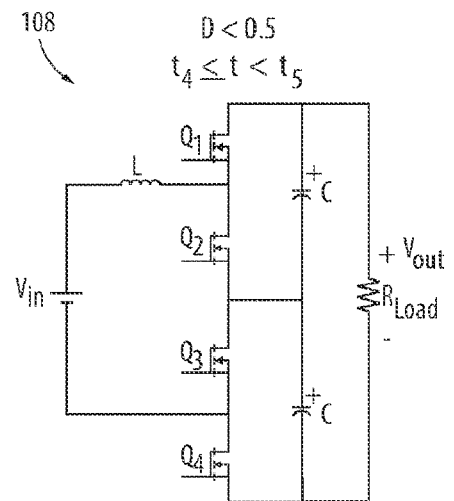 108
D < 0.5
t4 ≤ t < t5
Q1
L
+
C
Q2
Vin
+ Vout
RLoad
-
Q3
+
C
Q4